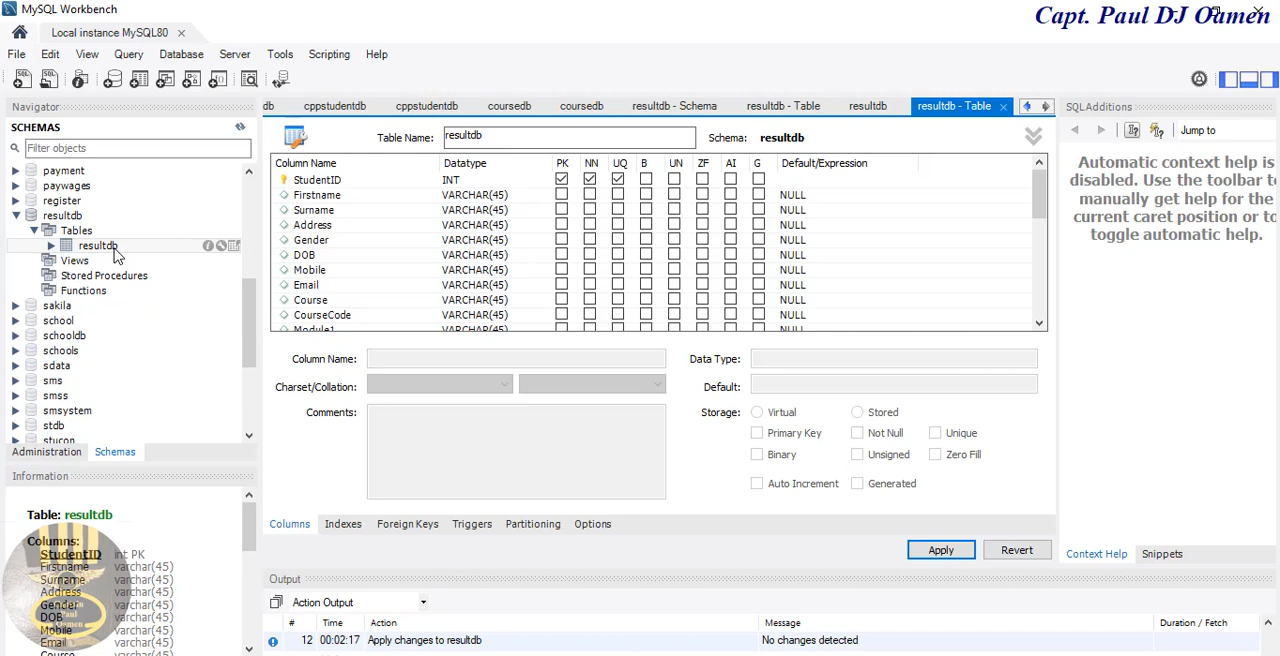 MySQL Workbench
Capt. Paul DJ Oamen
Local instance MySQL80
File Edit View Query Database Server Tools Scripting Help
Navigator
SCHEMAS
Filter objects
payment
paywages
register
resultdb
Tables
resultdb
Views
Stored Procedures
Functions
sakila
school
schooldb
schools
sdata
sms
smss
smsystem
stdb
stucon
Administration Schemas
Information
Table: resultdb
Columns:
StudentID int PK
Firstname varchar(45)
Surname varchar(45)
Address varchar(45)
Gender varchar(45)
DOB varchar(45)
Mobile varchar(45)
Email varchar(45)
Course varchar(45)
db cppstudentdb cppstudentdb coursedb coursedb resultdb - Schema resultdb - Table resultdb resultdb - Table
Table Name: resultdb Schema: resultdb
Column Name Datatype PK NN UQ B UN ZF AI G Default/Expression
StudentID INT
Firstname VARCHAR(45) NULL
Surname VARCHAR(45) NULL
Address VARCHAR(45) NULL
Gender VARCHAR(45) NULL
DOB VARCHAR(45) NULL
Mobile VARCHAR(45) NULL
Email VARCHAR(45) NULL
Course VARCHAR(45) NULL
CourseCode VARCHAR(45) NULL
Module1 VARCHAR(45) NULL
Column Name: Data Type:
Charset/Collation: Default:
Comments: Storage: Virtual Stored
Primary Key Not Null Unique
Binary Unsigned Zero Fill
Auto Increment Generated
Columns Indexes Foreign Keys Triggers Partitioning Options
Apply Revert
Output
Action Output
# Time Action Message Duration / Fetch
12 00:02:17 Apply changes to resultdb No changes detected
SQLAdditions
Jump to
Automatic context help is
disabled. Use the toolbar to
manually get help for the
current caret position or to
toggle automatic help.
Context Help Snippets